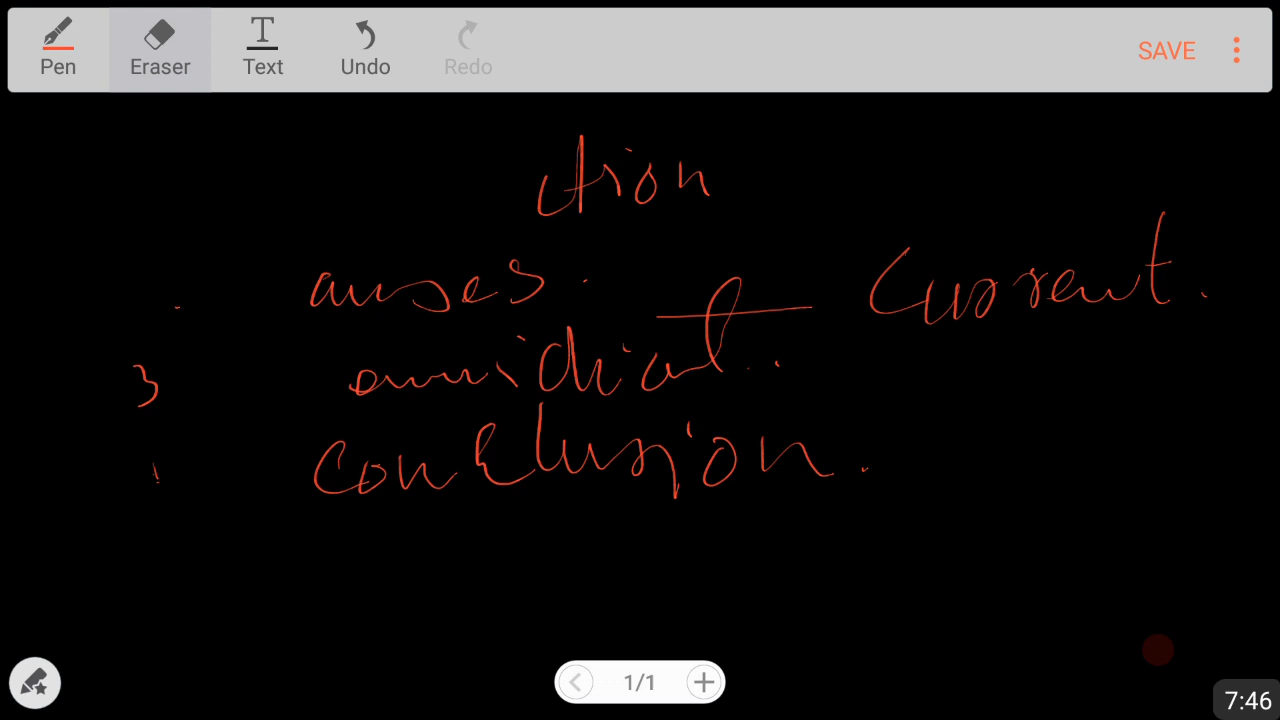 Pen Eraser Text Undo Redo SAVE
ction
auses. Current.
3
conclusion.
1/1
7:46